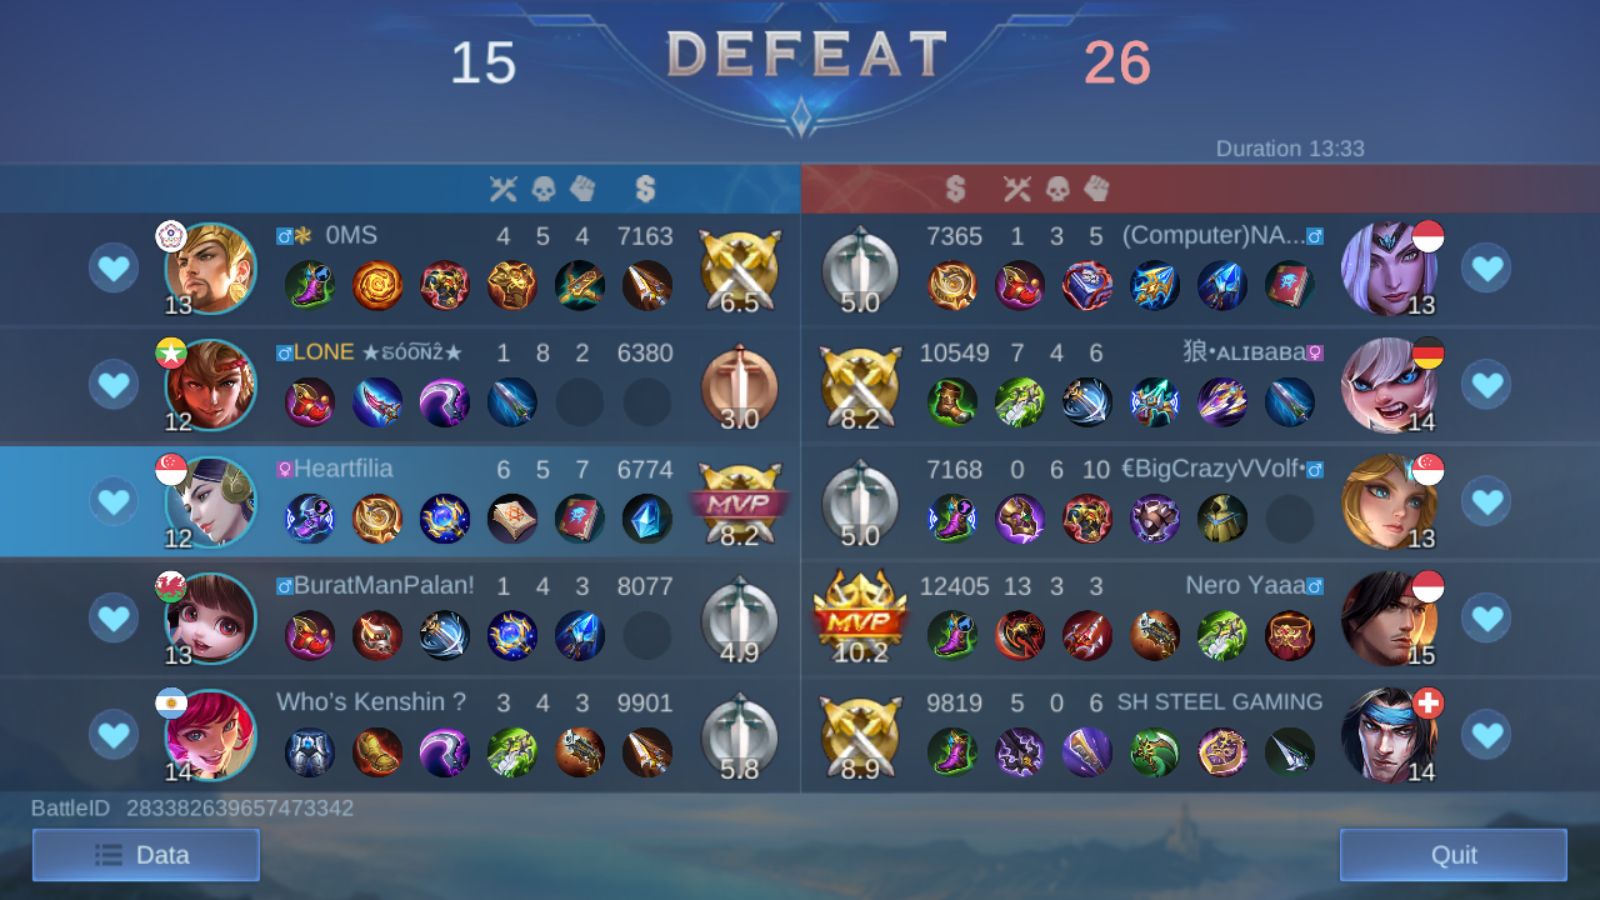 15 DEFEAT 26
Duration 13:33
0MS 4 5 4 7163 6.5 13
5.0 7365 1 3 5 (Computer)NA... 13
LONE 1 8 2 6380 3.0 12
8.2 10549 7 4 6 狼•ALIBaBa 14
Heartfilia 6 5 7 6774 MVP 8.2 12
5.0 7168 0 6 10 €BigCrazyVVolf• 13
BuratManPalan! 1 4 3 8077 4.9 13
MVP 10.2 12405 13 3 3 Nero Yaaa 15
Who's Kenshin ? 3 4 3 9901 5.8 14
8.9 9819 5 0 6 SH STEEL GAMING 14
BattleID 283382639657473342
Data
Quit